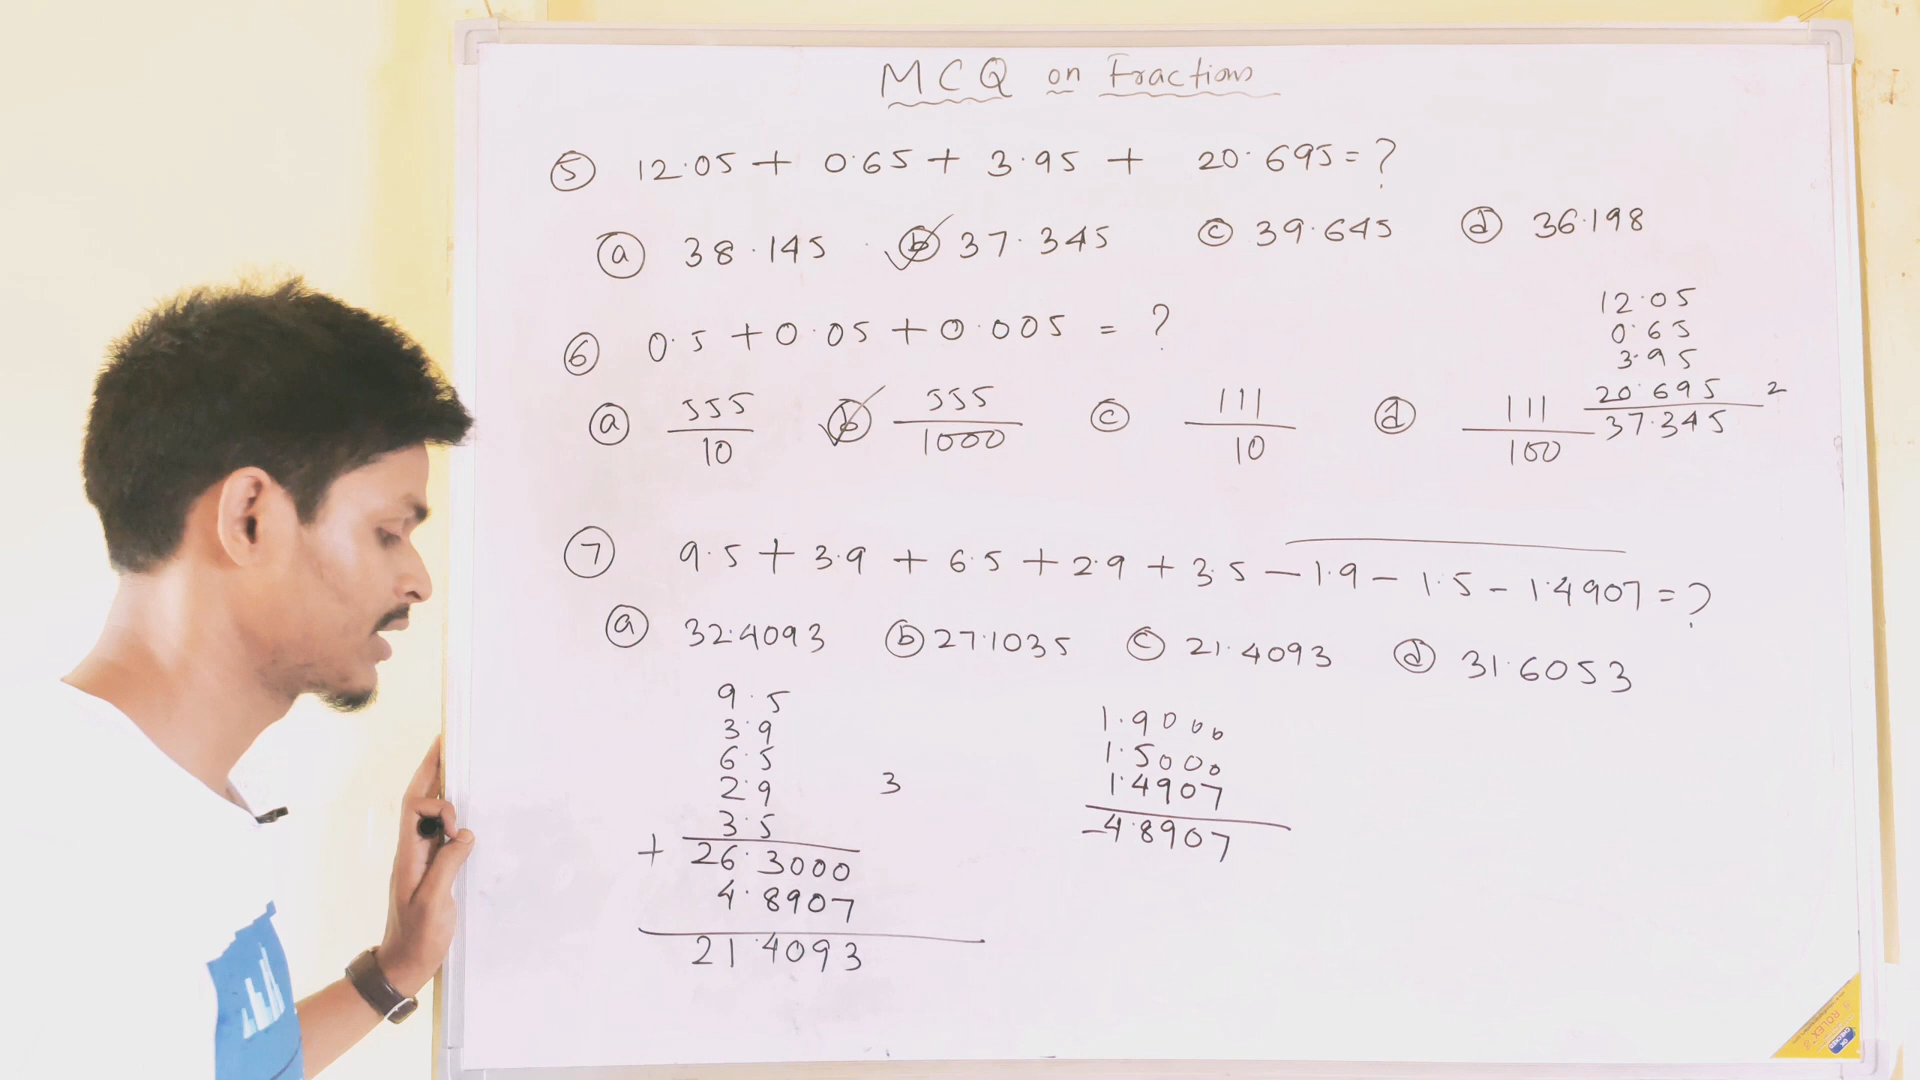 MCQ on Fractions
⑤ 12.05 + 0.65 + 3.95 + 20.695 = ?
ⓐ 38.145 ⓑ 37.345 ⓒ 39.645 ⓓ 36.198
12.05
0.65
3.95
20.695 2
37.345
⑥ 0.5 + 0.05 + 0.005 = ?
ⓐ 555/10 ⓑ 555/1000 ⓒ 111/10 ⓓ 111/100
⑦ 9.5 + 3.9 + 6.5 + 2.9 + 3.5 − 1.9 − 1.5 − 1.4907 = ?
ⓐ 32.4093 ⓑ 27.1035 ⓒ 21.4093 ⓓ 31.6053
9.5
3.9
6.5
2.9 3
3.5
+ 26.3000
4.8907
21.4093
1.9000
1.5000
1.4907
−4.8907
ROLEX